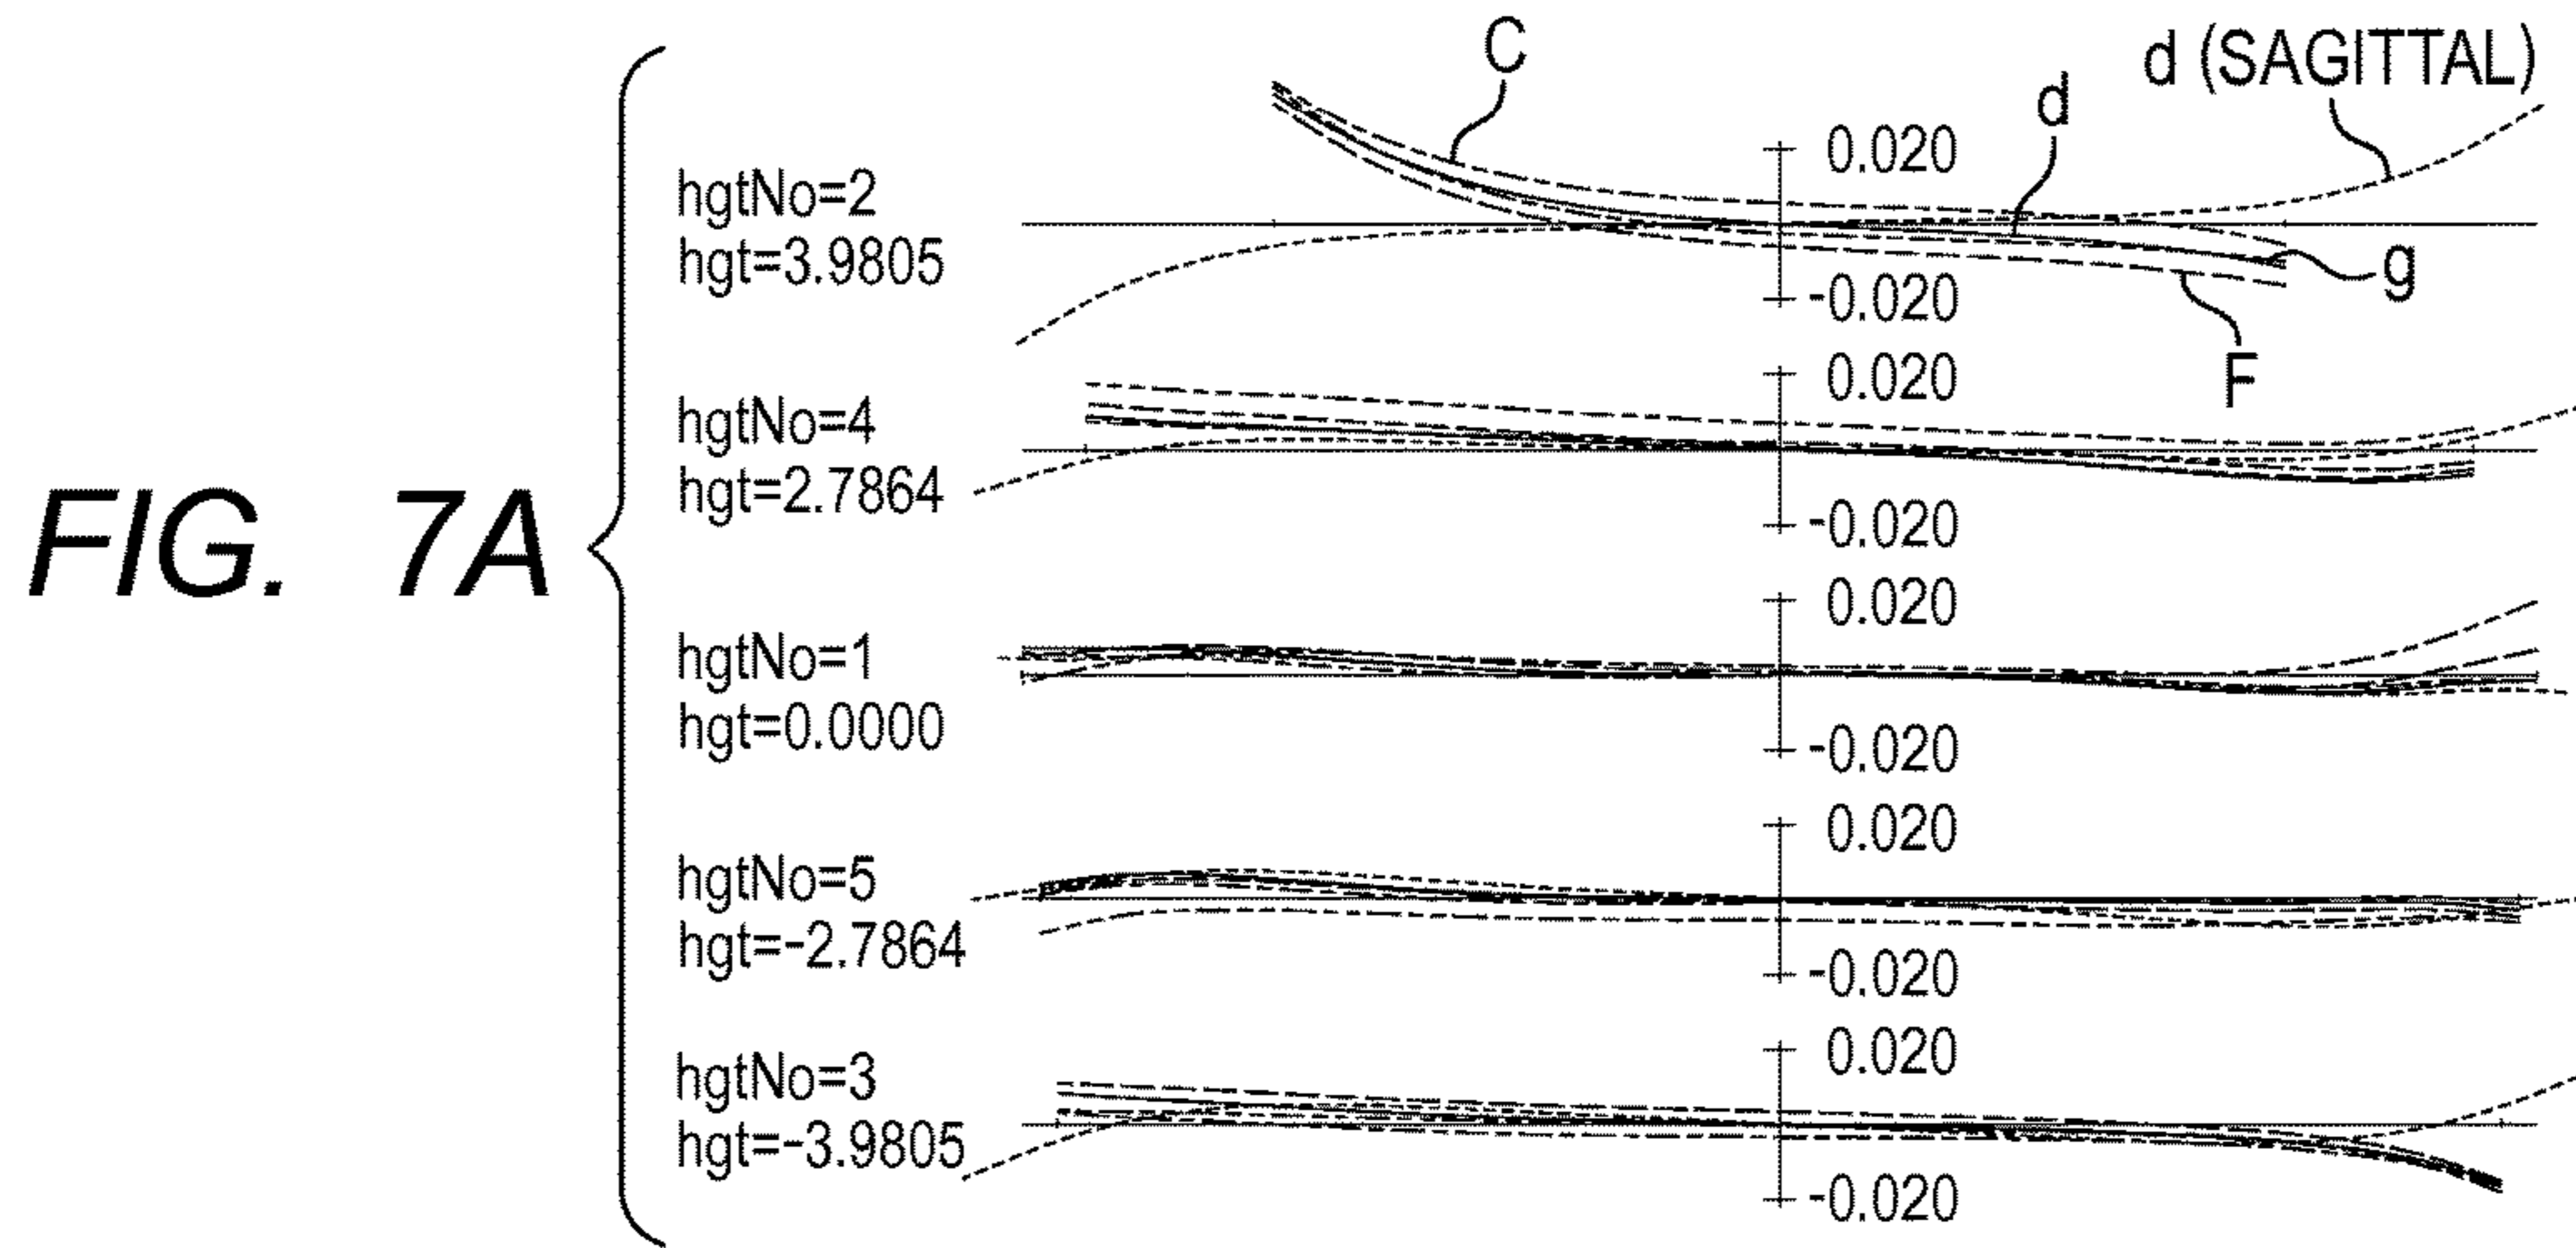 FIG. 7A
C
d (SAGITTAL)
d
hgtNo=2
hgt=3.9805
0.020
-0.020
g
F
hgtNo=4
hgt=2.7864
0.020
-0.020
hgtNo=1
hgt=0.0000
0.020
-0.020
hgtNo=5
hgt=-2.7864
0.020
-0.020
hgtNo=3
hgt=-3.9805
0.020
-0.020